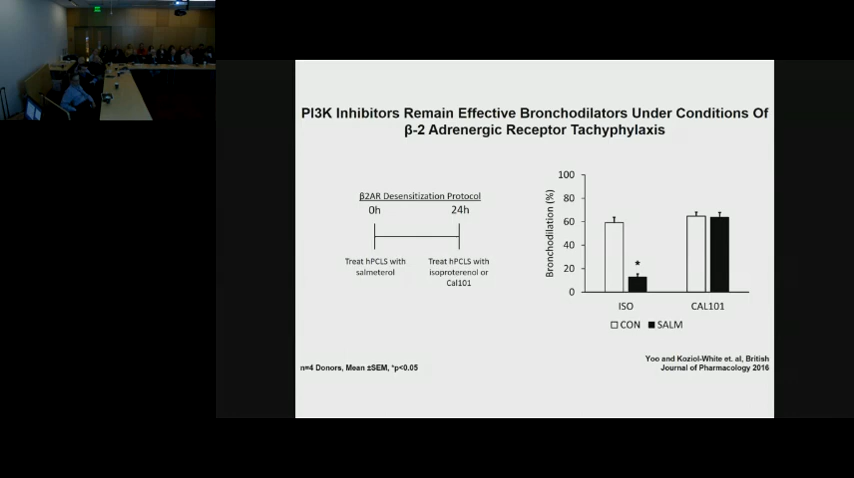 PI3K Inhibitors Remain Effective Bronchodilators Under Conditions Of
β-2 Adrenergic Receptor Tachyphylaxis
β2AR Desensitization Protocol
0h 24h
Treat hPCLS with
salmeterol
Treat hPCLS with
isoproterenol or
Cal101
Bronchodilation (%)
100
80
60
40
20
0
*
ISO CAL101
CON SALM
n=4 Donors, Mean ±SEM, *p<0.05
Yoo and Koziol-White et. al, British
Journal of Pharmacology 2016